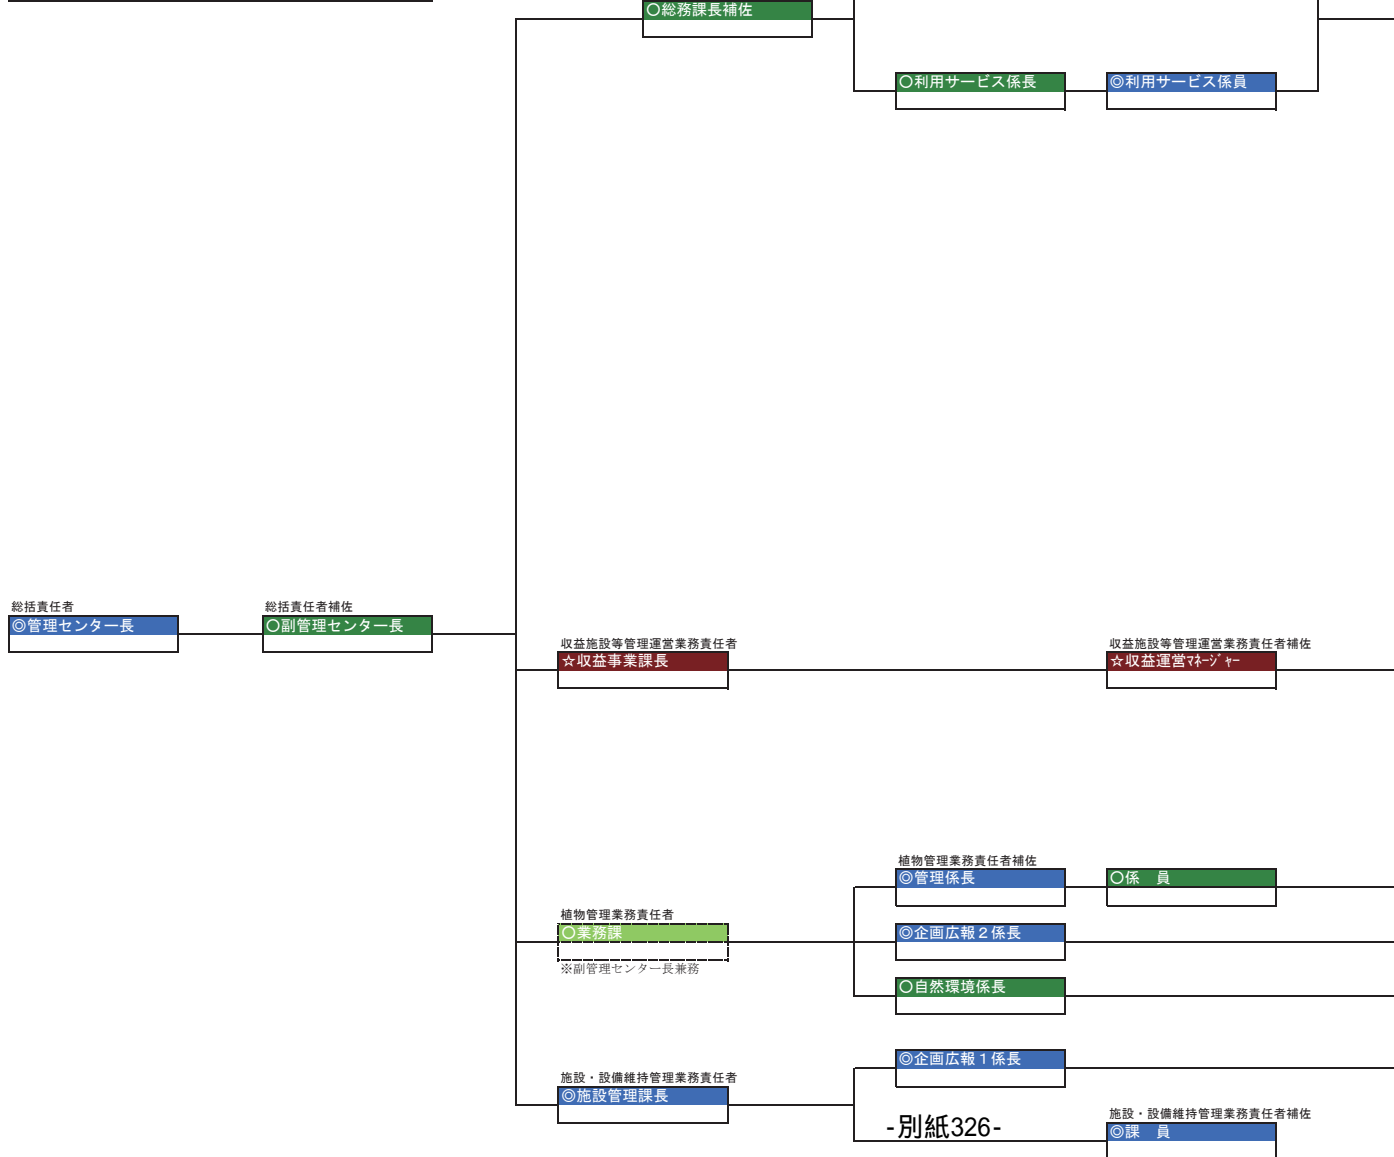 〇総務課長補佐
〇利用サービス係長
◎利用サービス係員
総括責任者
◎管理センター長
総括責任者補佐
〇副管理センター長
収益施設等管理運営業務責任者
☆収益事業課長
収益施設等管理運営業務責任者補佐
☆収益運営ﾏﾈｰｼﾞｬｰ
植物管理業務責任者補佐
◎管理係長
〇係　員
植物管理業務責任者
〇業務課
※副管理センター長兼務
◎企画広報２係長
〇自然環境係長
◎企画広報１係長
施設・設備維持管理業務責任者
◎施設管理課長
施設・設備維持管理業務責任者補佐
◎課　員
-別紙326-